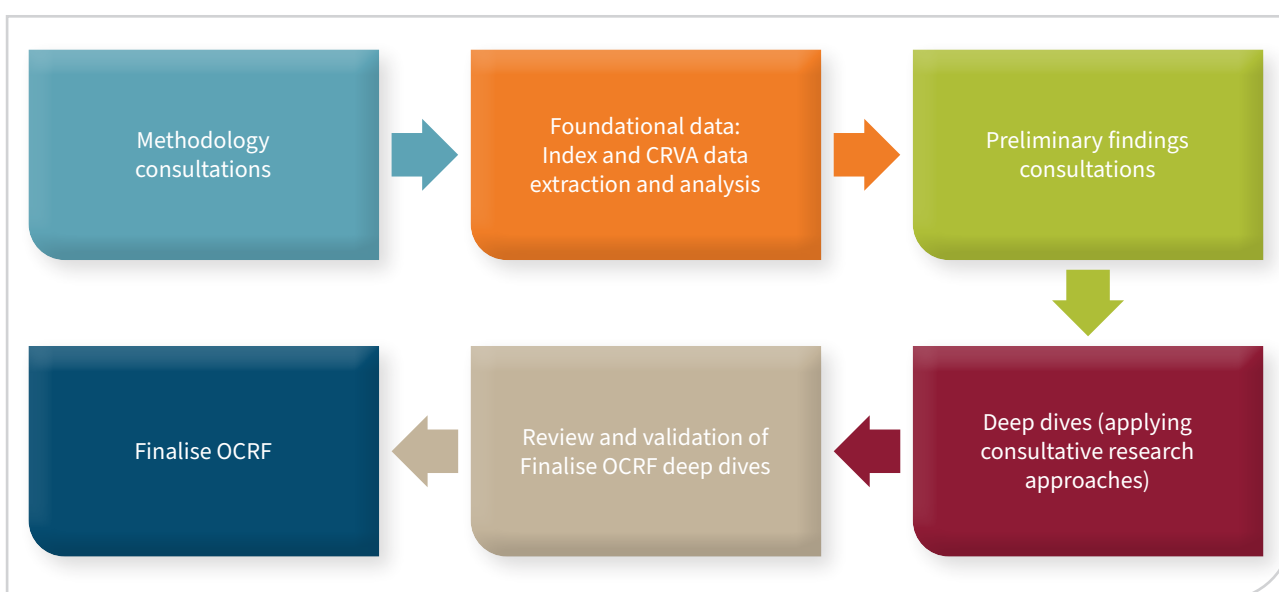 Methodology
consultations
Foundational data:
Index and CRVA data
extraction and analysis
Preliminary findings
consultations
Deep dives (applying
consultative research
approaches)
Review and validation of
Finalise OCRF deep dives
Finalise OCRF